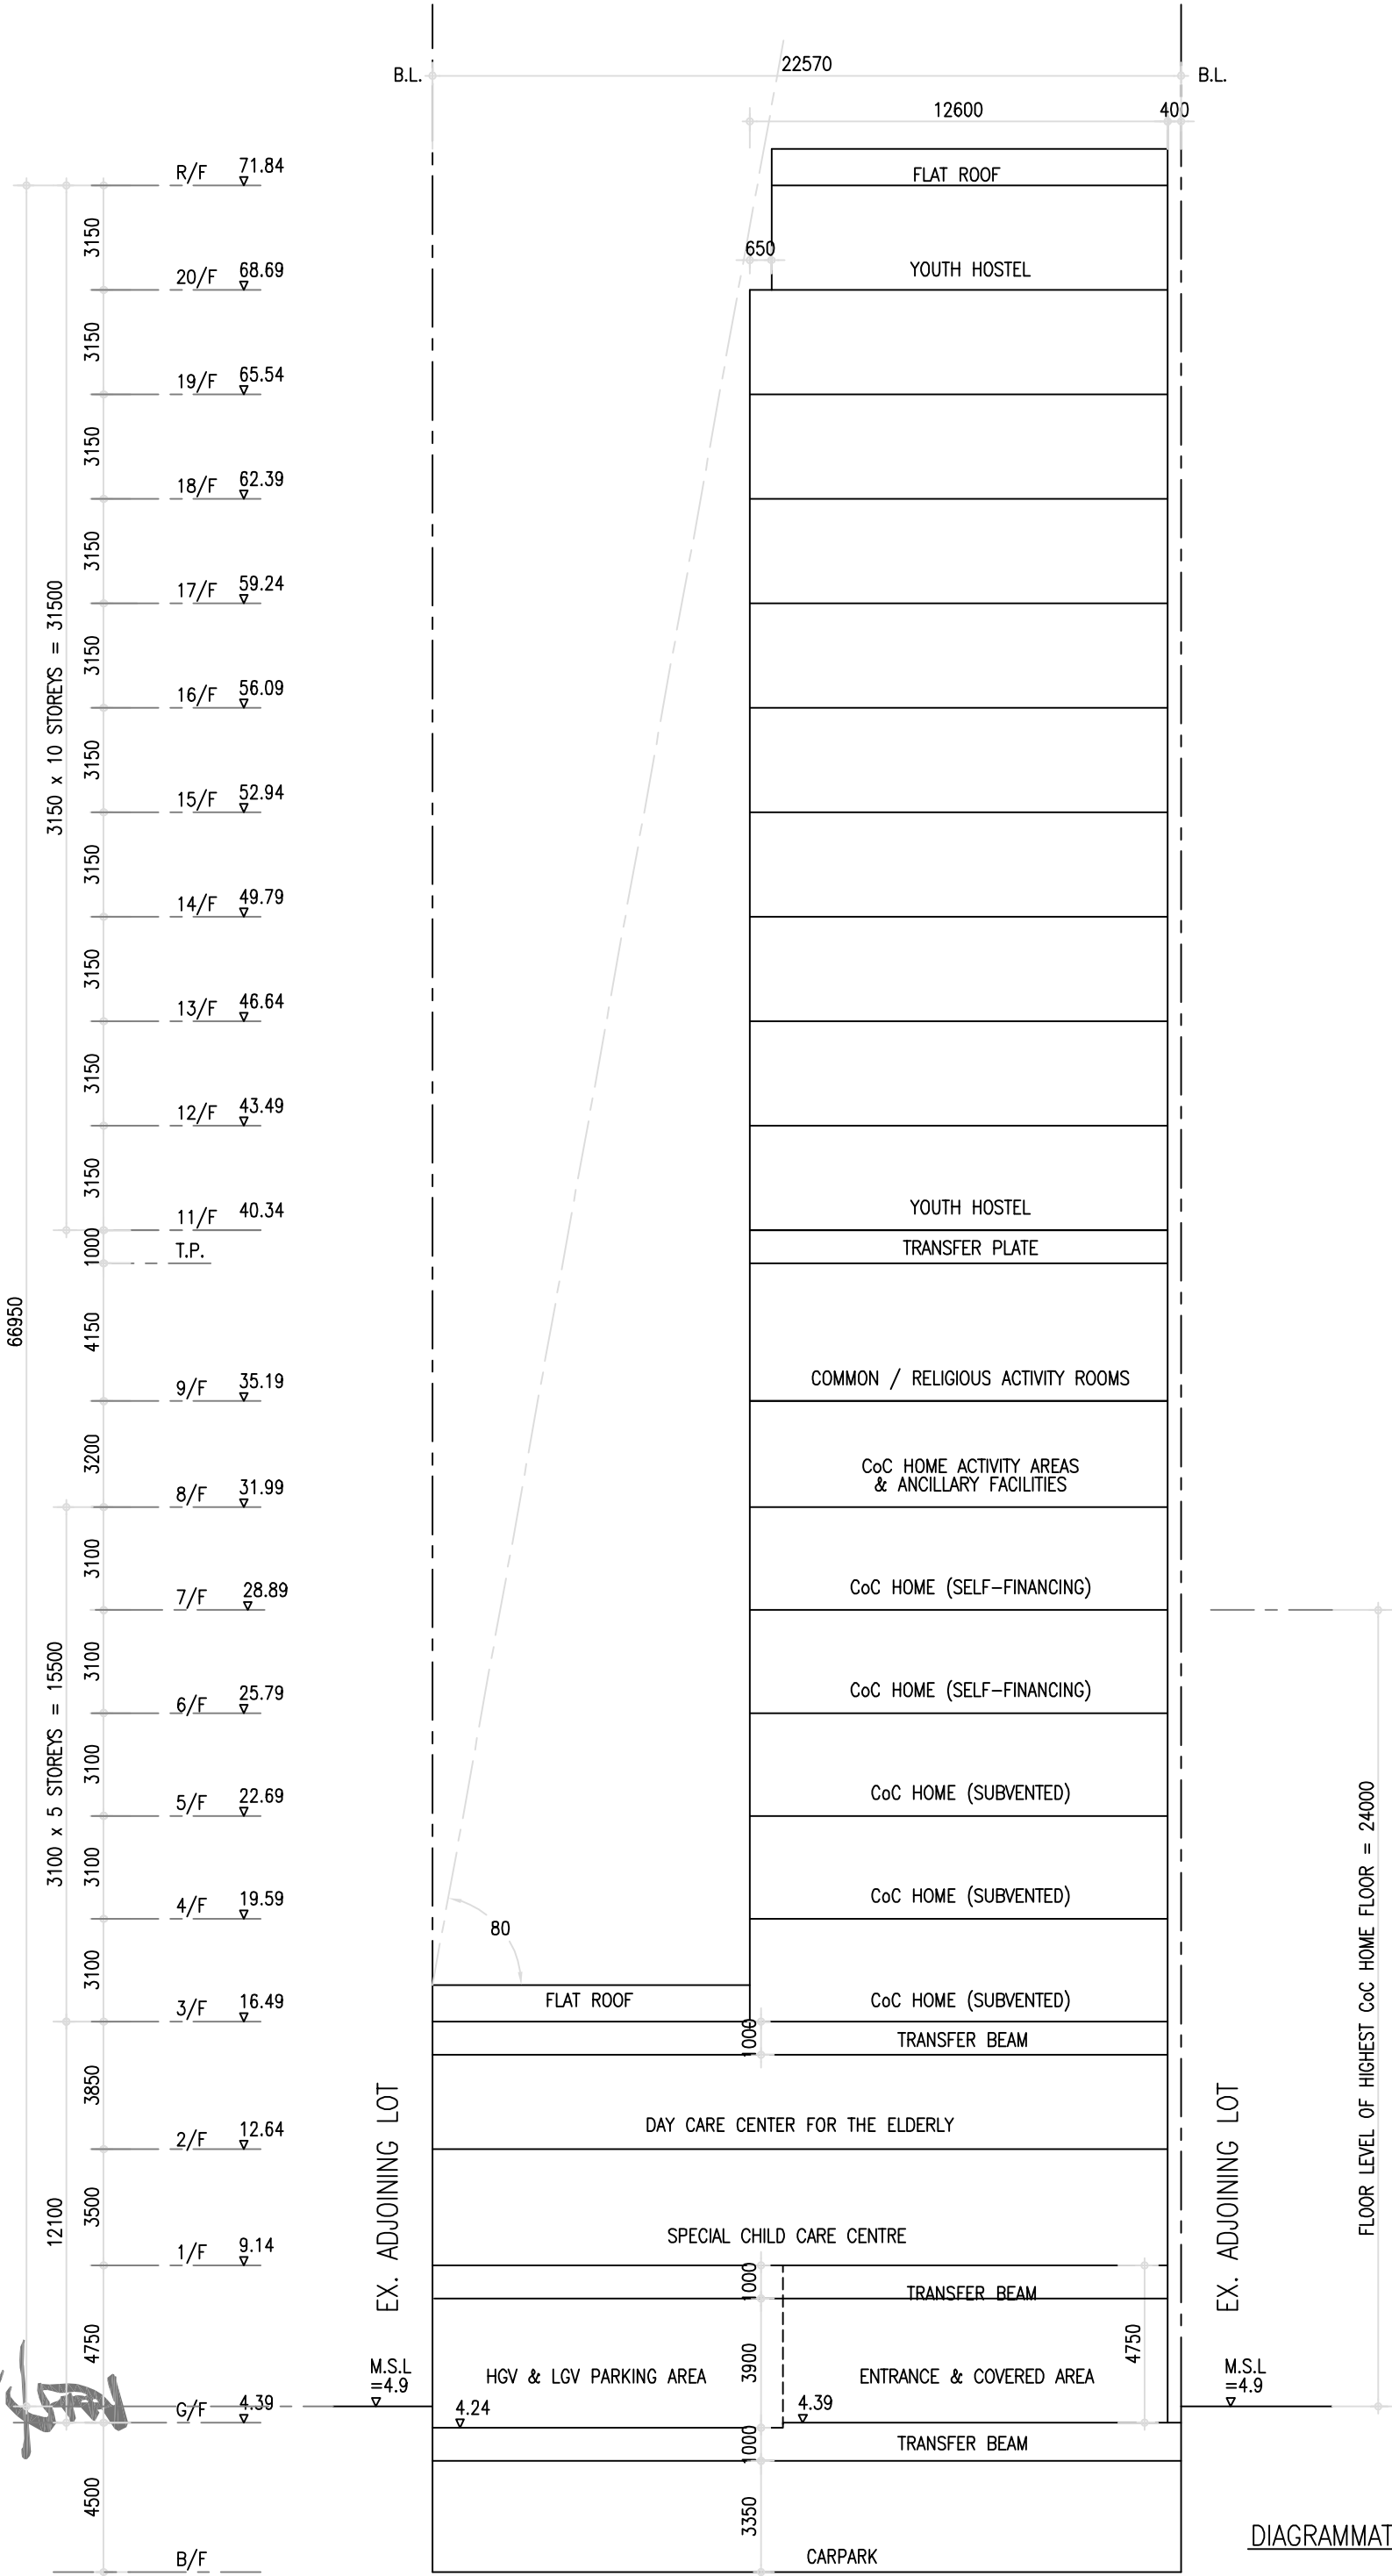 B.L.
22570
B.L.
12600
400
R/F 71.84
FLAT ROOF
3150
650
20/F 68.69
YOUTH HOSTEL
3150
19/F 65.54
3150
18/F 62.39
3150
17/F 59.24
3150 x 10 STOREYS = 31500
3150
16/F 56.09
3150
15/F 52.94
3150
14/F 49.79
3150
13/F 46.64
3150
12/F 43.49
3150
11/F 40.34
YOUTH HOSTEL
1000
T.P.
TRANSFER PLATE
66950
4150
9/F 35.19
COMMON / RELIGIOUS ACTIVITY ROOMS
3200
CoC HOME ACTIVITY AREAS
& ANCILLARY FACILITIES
8/F 31.99
3100
7/F 28.89
CoC HOME (SELF-FINANCING)
3100
3100 x 5 STOREYS = 15500
6/F 25.79
CoC HOME (SELF-FINANCING)
3100
5/F 22.69
CoC HOME (SUBVENTED)
3100
4/F 19.59
CoC HOME (SUBVENTED)
FLOOR LEVEL OF HIGHEST CoC HOME FLOOR = 24000
80
3100
3/F 16.49
FLAT ROOF
CoC HOME (SUBVENTED)
1000
TRANSFER BEAM
3850
EX. ADJOINING LOT
EX. ADJOINING LOT
2/F 12.64
DAY CARE CENTER FOR THE ELDERLY
12100
3500
1/F 9.14
SPECIAL CHILD CARE CENTRE
1000
TRANSFER BEAM
4750
M.S.L
=4.9
HGV & LGV PARKING AREA
3900
ENTRANCE & COVERED AREA
4750
M.S.L
=4.9
G/F 4.39
4.24
4.39
1000
TRANSFER BEAM
4500
3350
B/F
CARPARK
DIAGRAMMAT